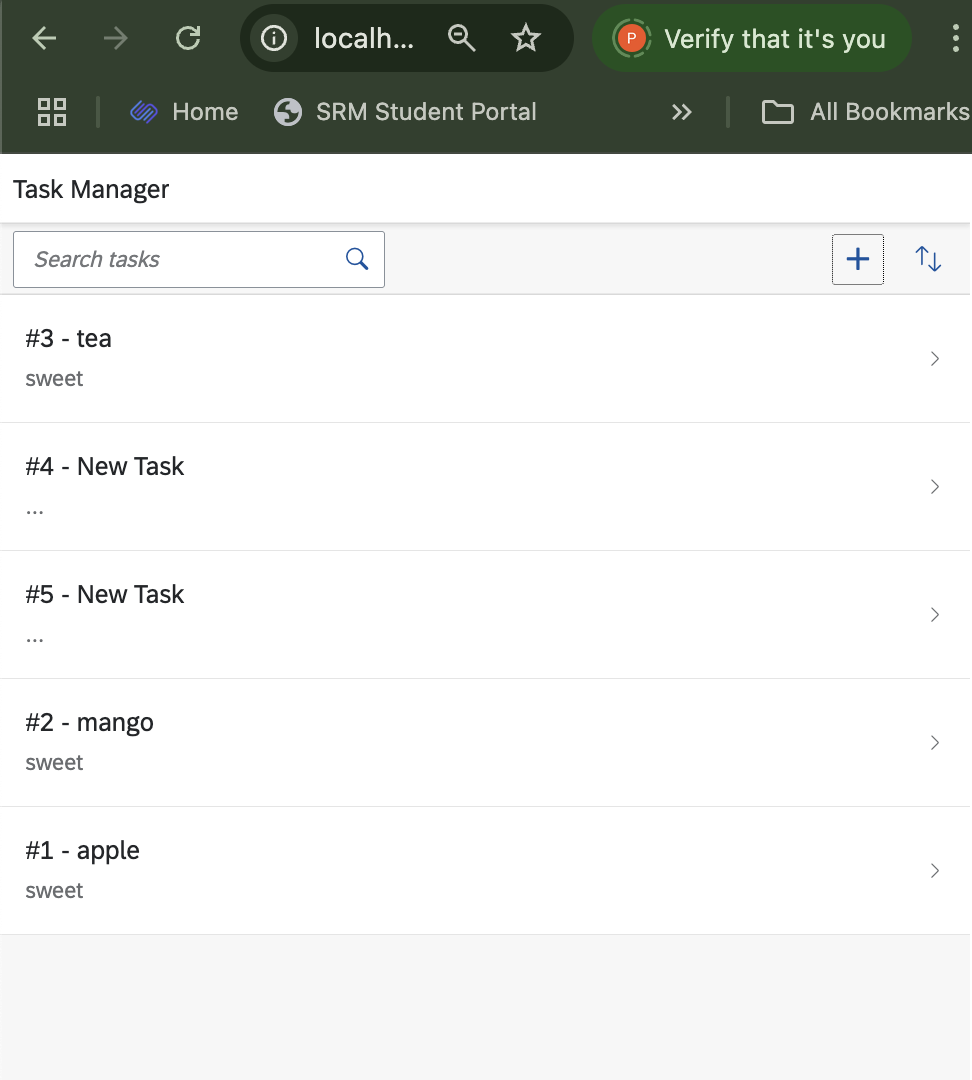 localh...
P Verify that it's you
Home
SRM Student Portal
All Bookmarks
Task Manager
Search tasks
#3 - tea
sweet
#4 - New Task
...
#5 - New Task
...
#2 - mango
sweet
#1 - apple
sweet